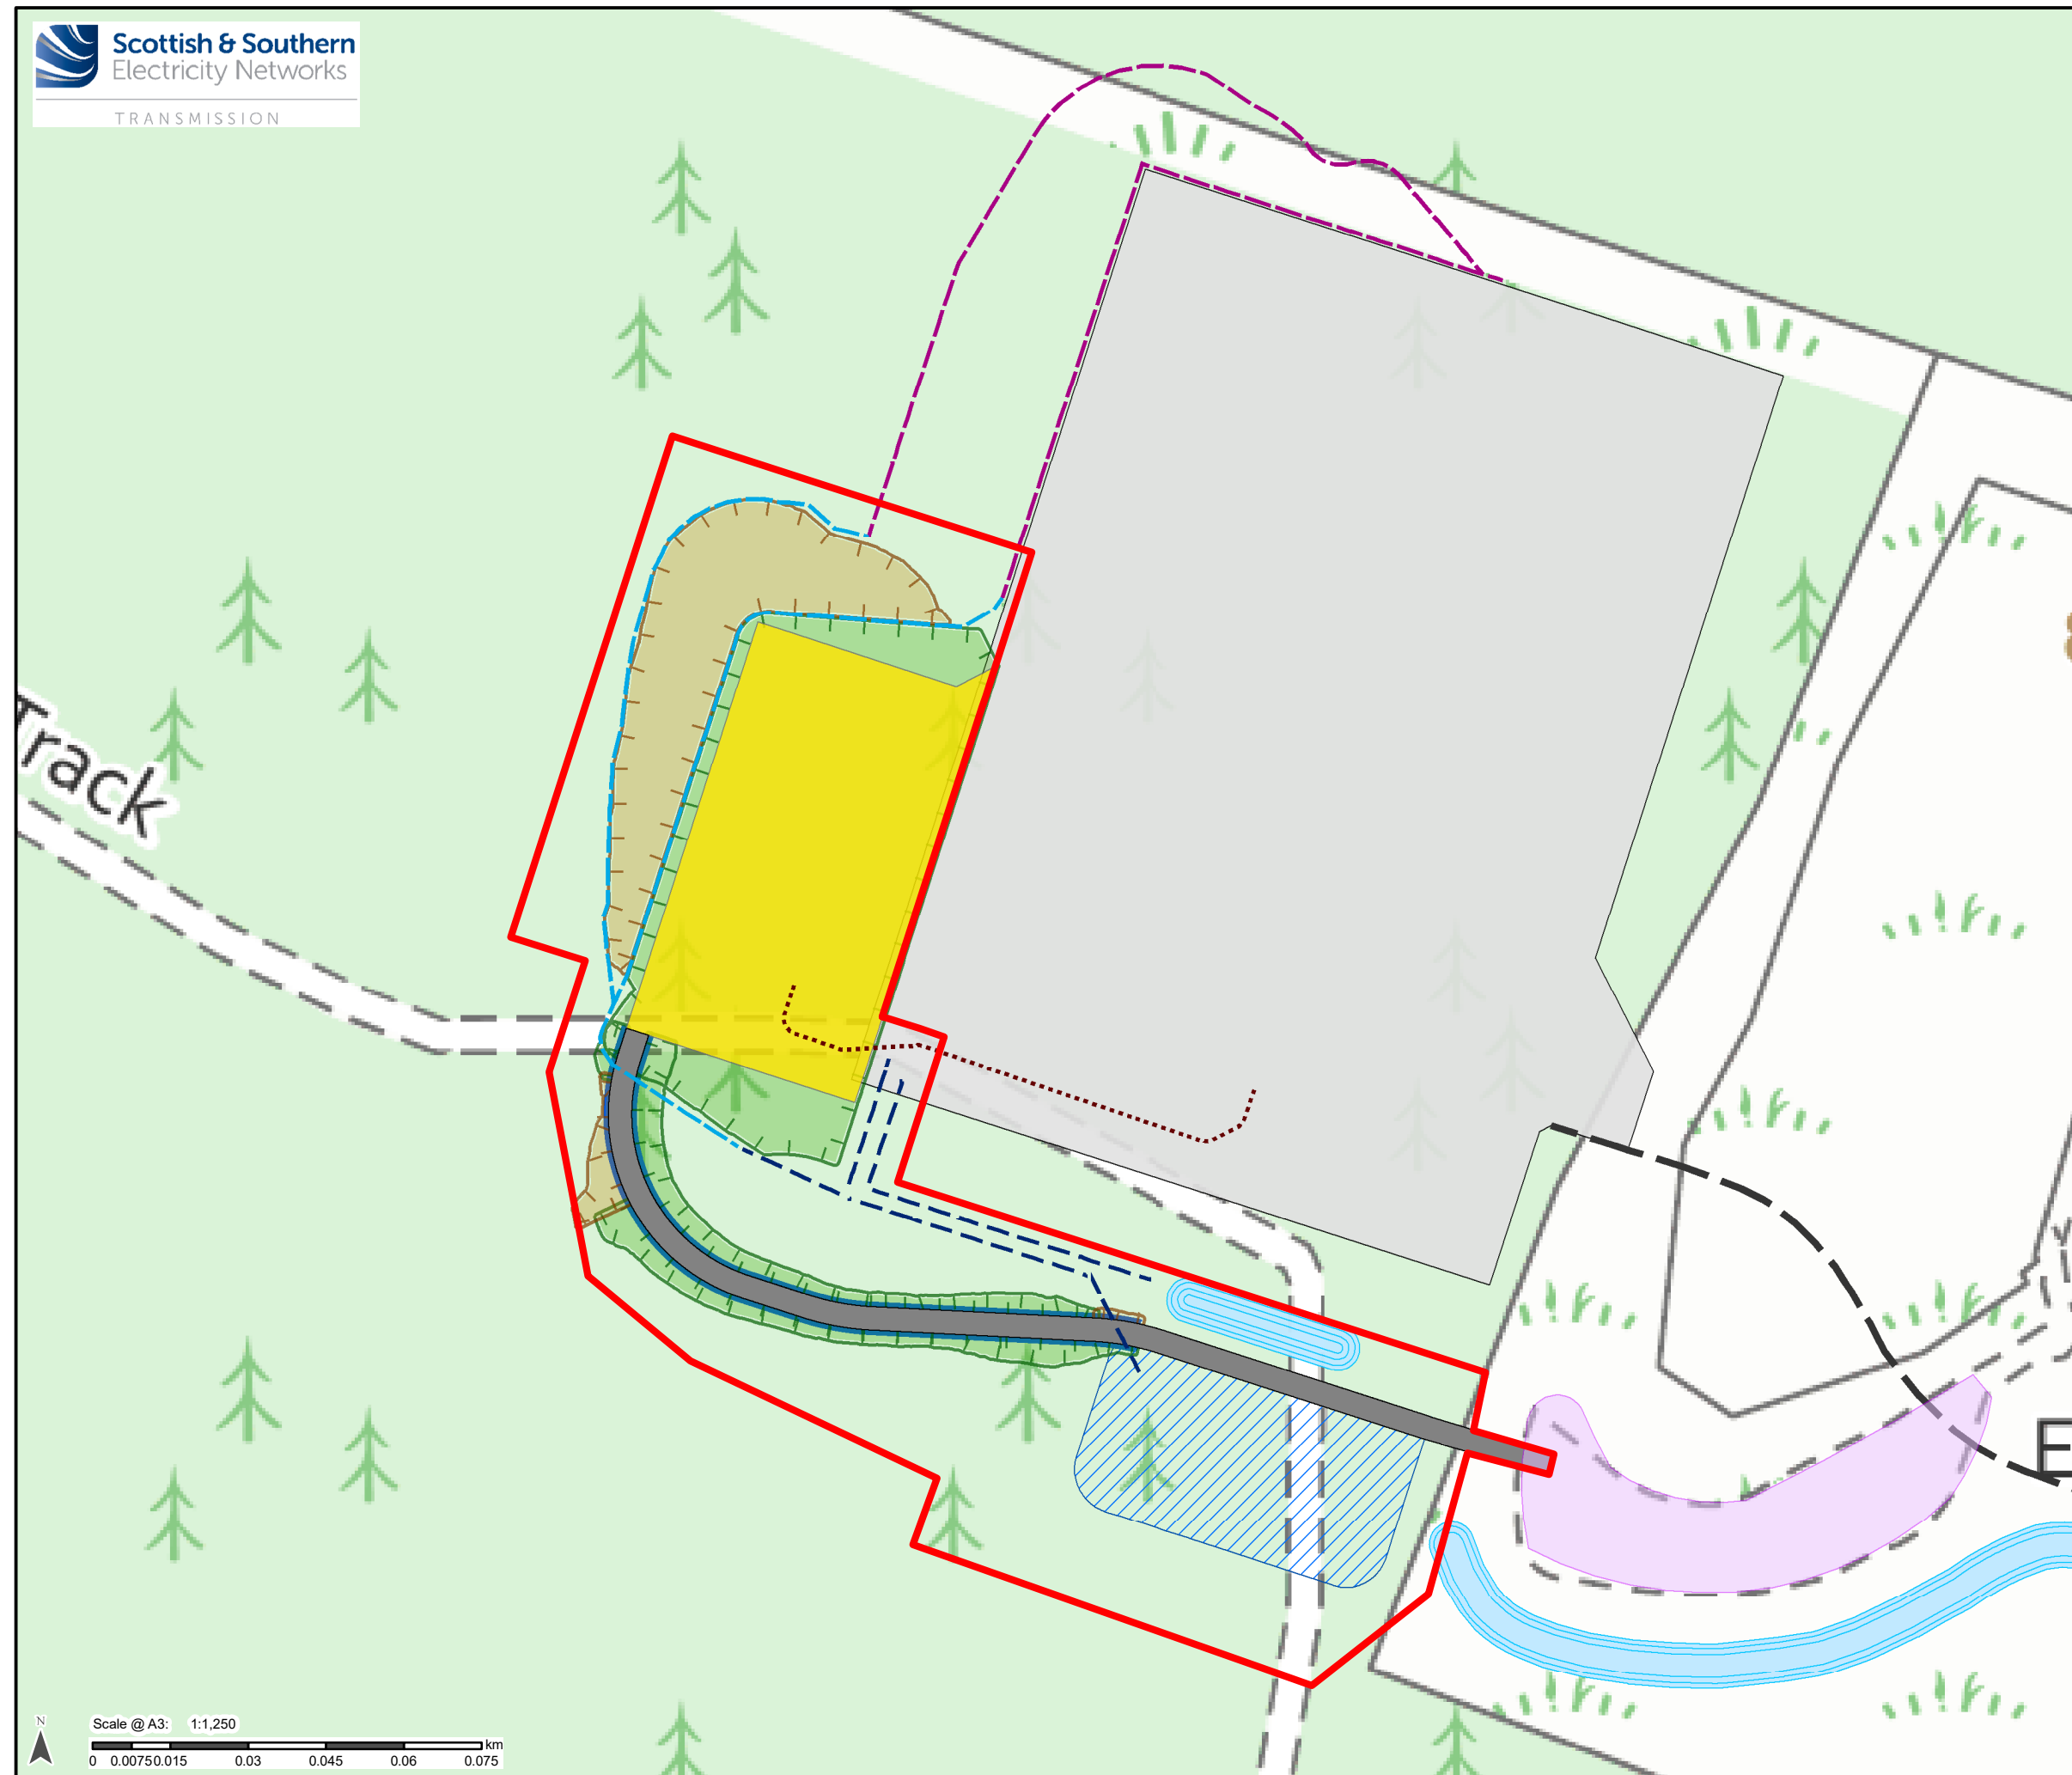 Scottish & Southern
Electricity Networks
TRANSMISSION
Track
E
N
Scale @ A3: 1:1,250
km
0 0.0075 0.015 0.03 0.045 0.06 0.075